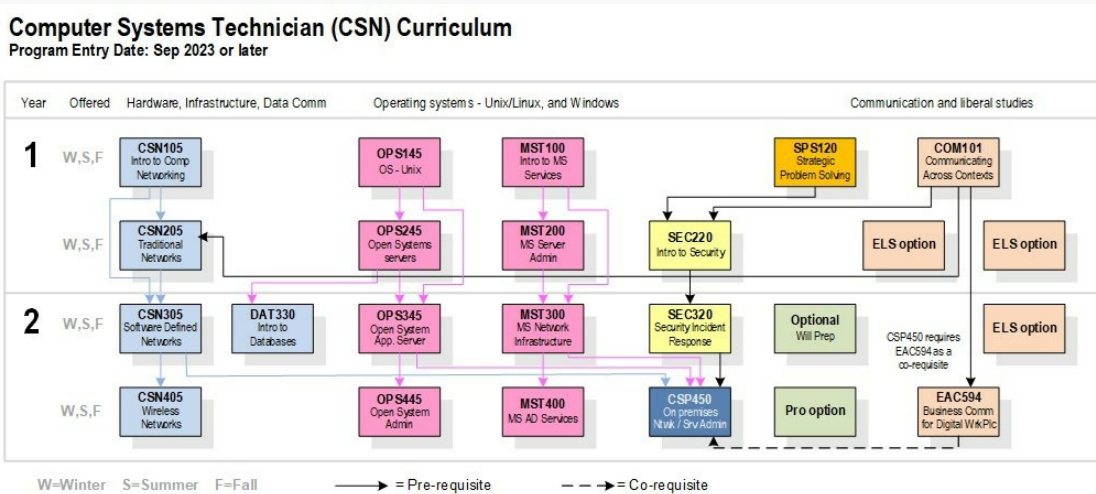 Computer Systems Technician (CSN) Curriculum
Program Entry Date: Sep 2023 or later
Year Offered Hardware, Infrastructure, Data Comm Operating systems - Unix/Linux, and Windows Communication and liberal studies
1
W,S,F
CSN105
Intro to Comp
Networking
OPS145
OS - Unix
MST100
Intro to MS
Services
SPS120
Strategic
Problem Solving
COM101
Communicating
Across Contexts
W,S,F
CSN205
Traditional
Networks
OPS245
Open Systems
servers
MST200
MS Server
Admin
SEC220
Intro to Security
ELS option
ELS option
2
W,S,F
CSN305
Software Defined
Networks
DAT330
Intro to
Databases
OPS345
Open System
App. Server
MST300
MS Network
Infrastructure
SEC320
Security Incident
Response
Optional
Will Prep
CSP450 requires
EAC594 as a
co-requisite
ELS option
W,S,F
CSN405
Wireless
Networks
OPS445
Open System
Admin
MST400
MS AD Services
CSP450
On premises
Ntwk / Srv Admin
Pro option
EAC594
Business Comm
for Digital WrkPlc
W=Winter S=Summer F=Fall = Pre-requisite = Co-requisite